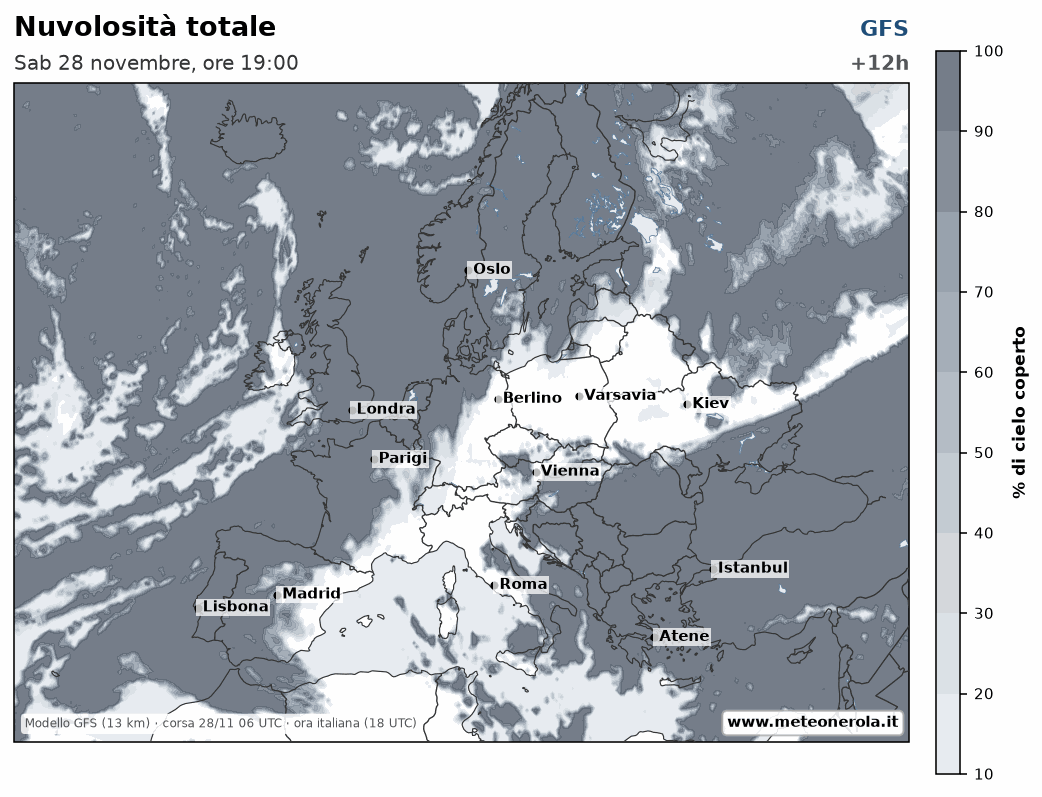 Nuvolosità totale
GFS
Sab 28 novembre, ore 19:00
+12h
100
90
80
70
60
50
40
30
20
10
% di cielo coperto
Oslo
Berlino
Varsavia
Kiev
Londra
Parigi
Vienna
Istanbul
Roma
Madrid
Lisbona
Atene
Modello GFS (13 km) · corsa 28/11 06 UTC · ora italiana (18 UTC)
www.meteonerola.it